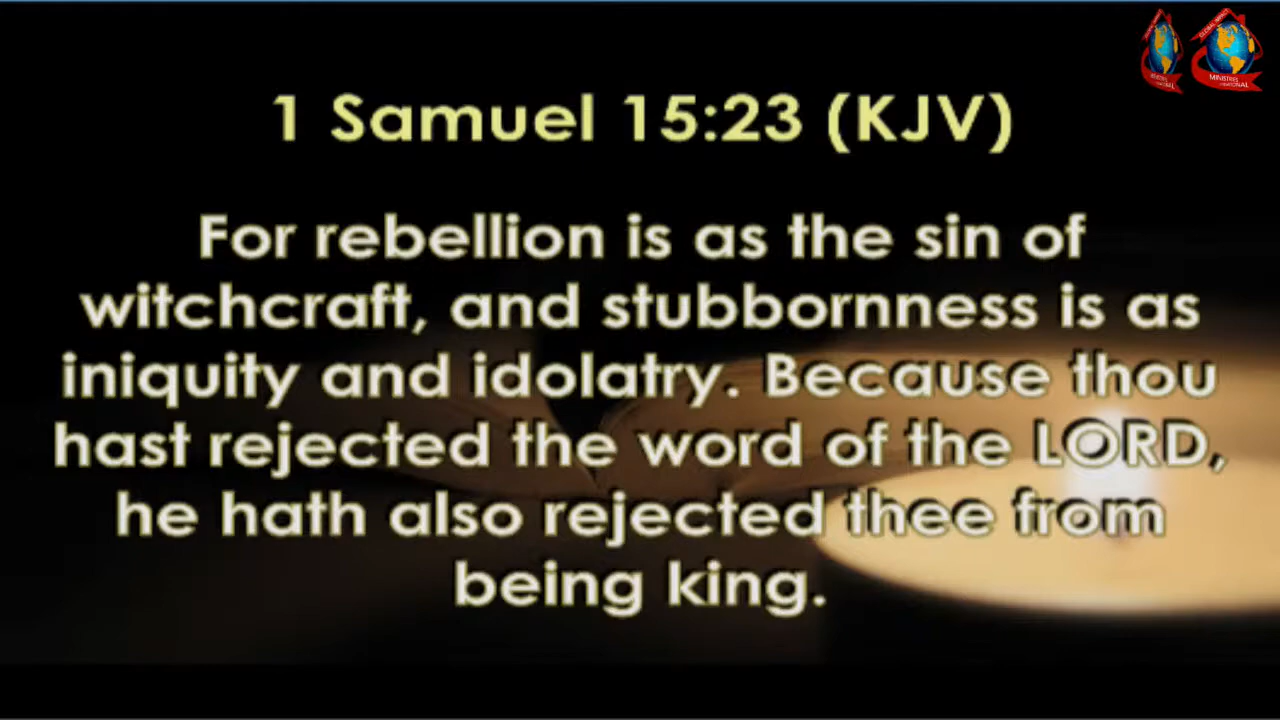 1 Samuel 15:23 (KJV)
For rebellion is as the sin of
witchcraft, and stubbornness is as
iniquity and idolatry. Because thou
hast rejected the word of the LORD,
he hath also rejected thee from
being king.
MINISTRIES